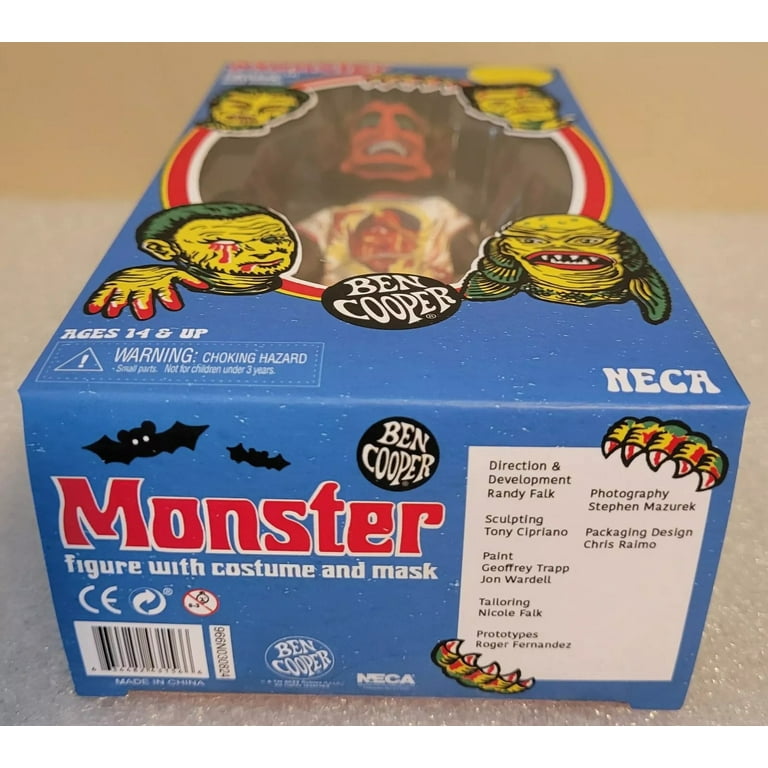 MONSTER
BEN
COOPER®
AGES 14 & UP
WARNING: CHOKING HAZARD
- Small parts. Not for children under 3 years.
NECA
BEN
COOPER
Monster
figure with costume and mask
CE
MADE IN CHINA
966N030824
BEN
COOPER
NECA
Direction &
Development
Randy Falk
Sculpting
Tony Cipriano
Paint
Geoffrey Trapp
Jon Wardell
Tailoring
Nicole Falk
Prototypes
Roger Fernandez
Photography
Stephen Mazurek
Packaging Design
Chris Raimo